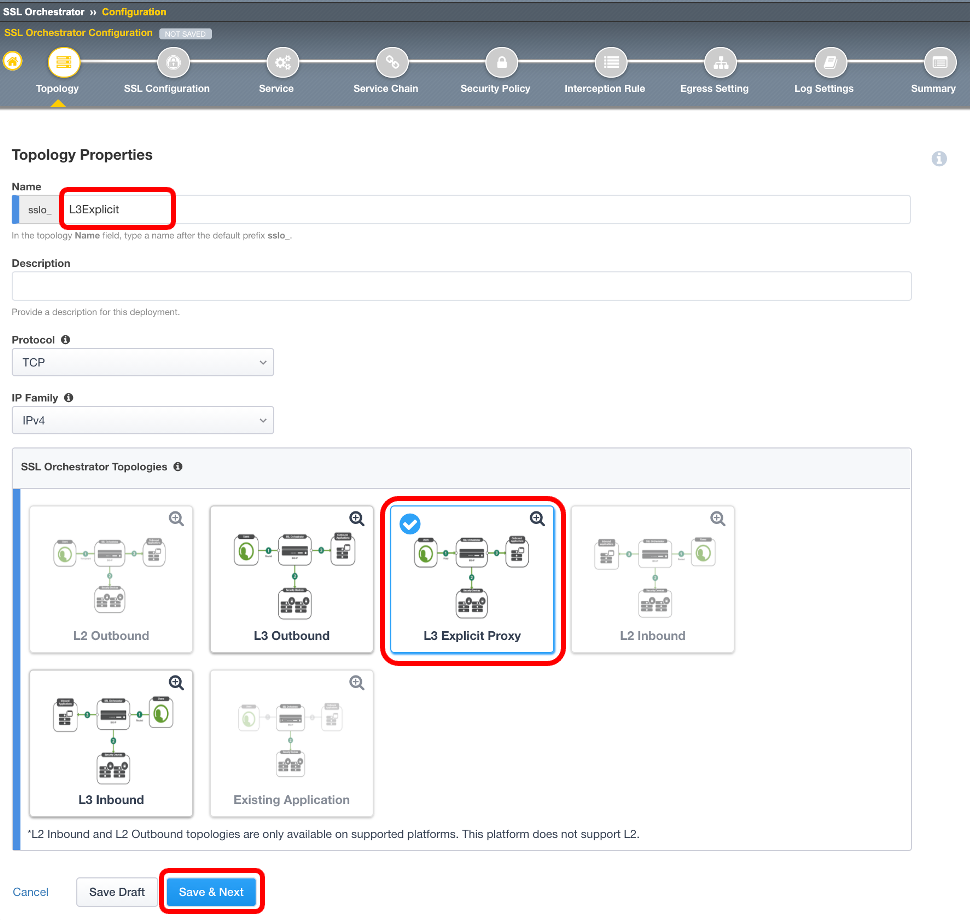 SSL Orchestrator » Configuration
SSL Orchestrator Configuration NOT SAVED
Topology SSL Configuration Service Service Chain Security Policy Interception Rule Egress Setting Log Settings Summary
Topology Properties
Name
sslo_ L3Explicit
In the topology Name field, type a name after the default prefix sslo_.
Description
Provide a description for this deployment.
Protocol
TCP
IP Family
IPv4
SSL Orchestrator Topologies
L2 Outbound L3 Outbound L3 Explicit Proxy L2 Inbound
L3 Inbound Existing Application
*L2 Inbound and L2 Outbound topologies are only available on supported platforms. This platform does not support L2.
Cancel Save Draft Save & Next